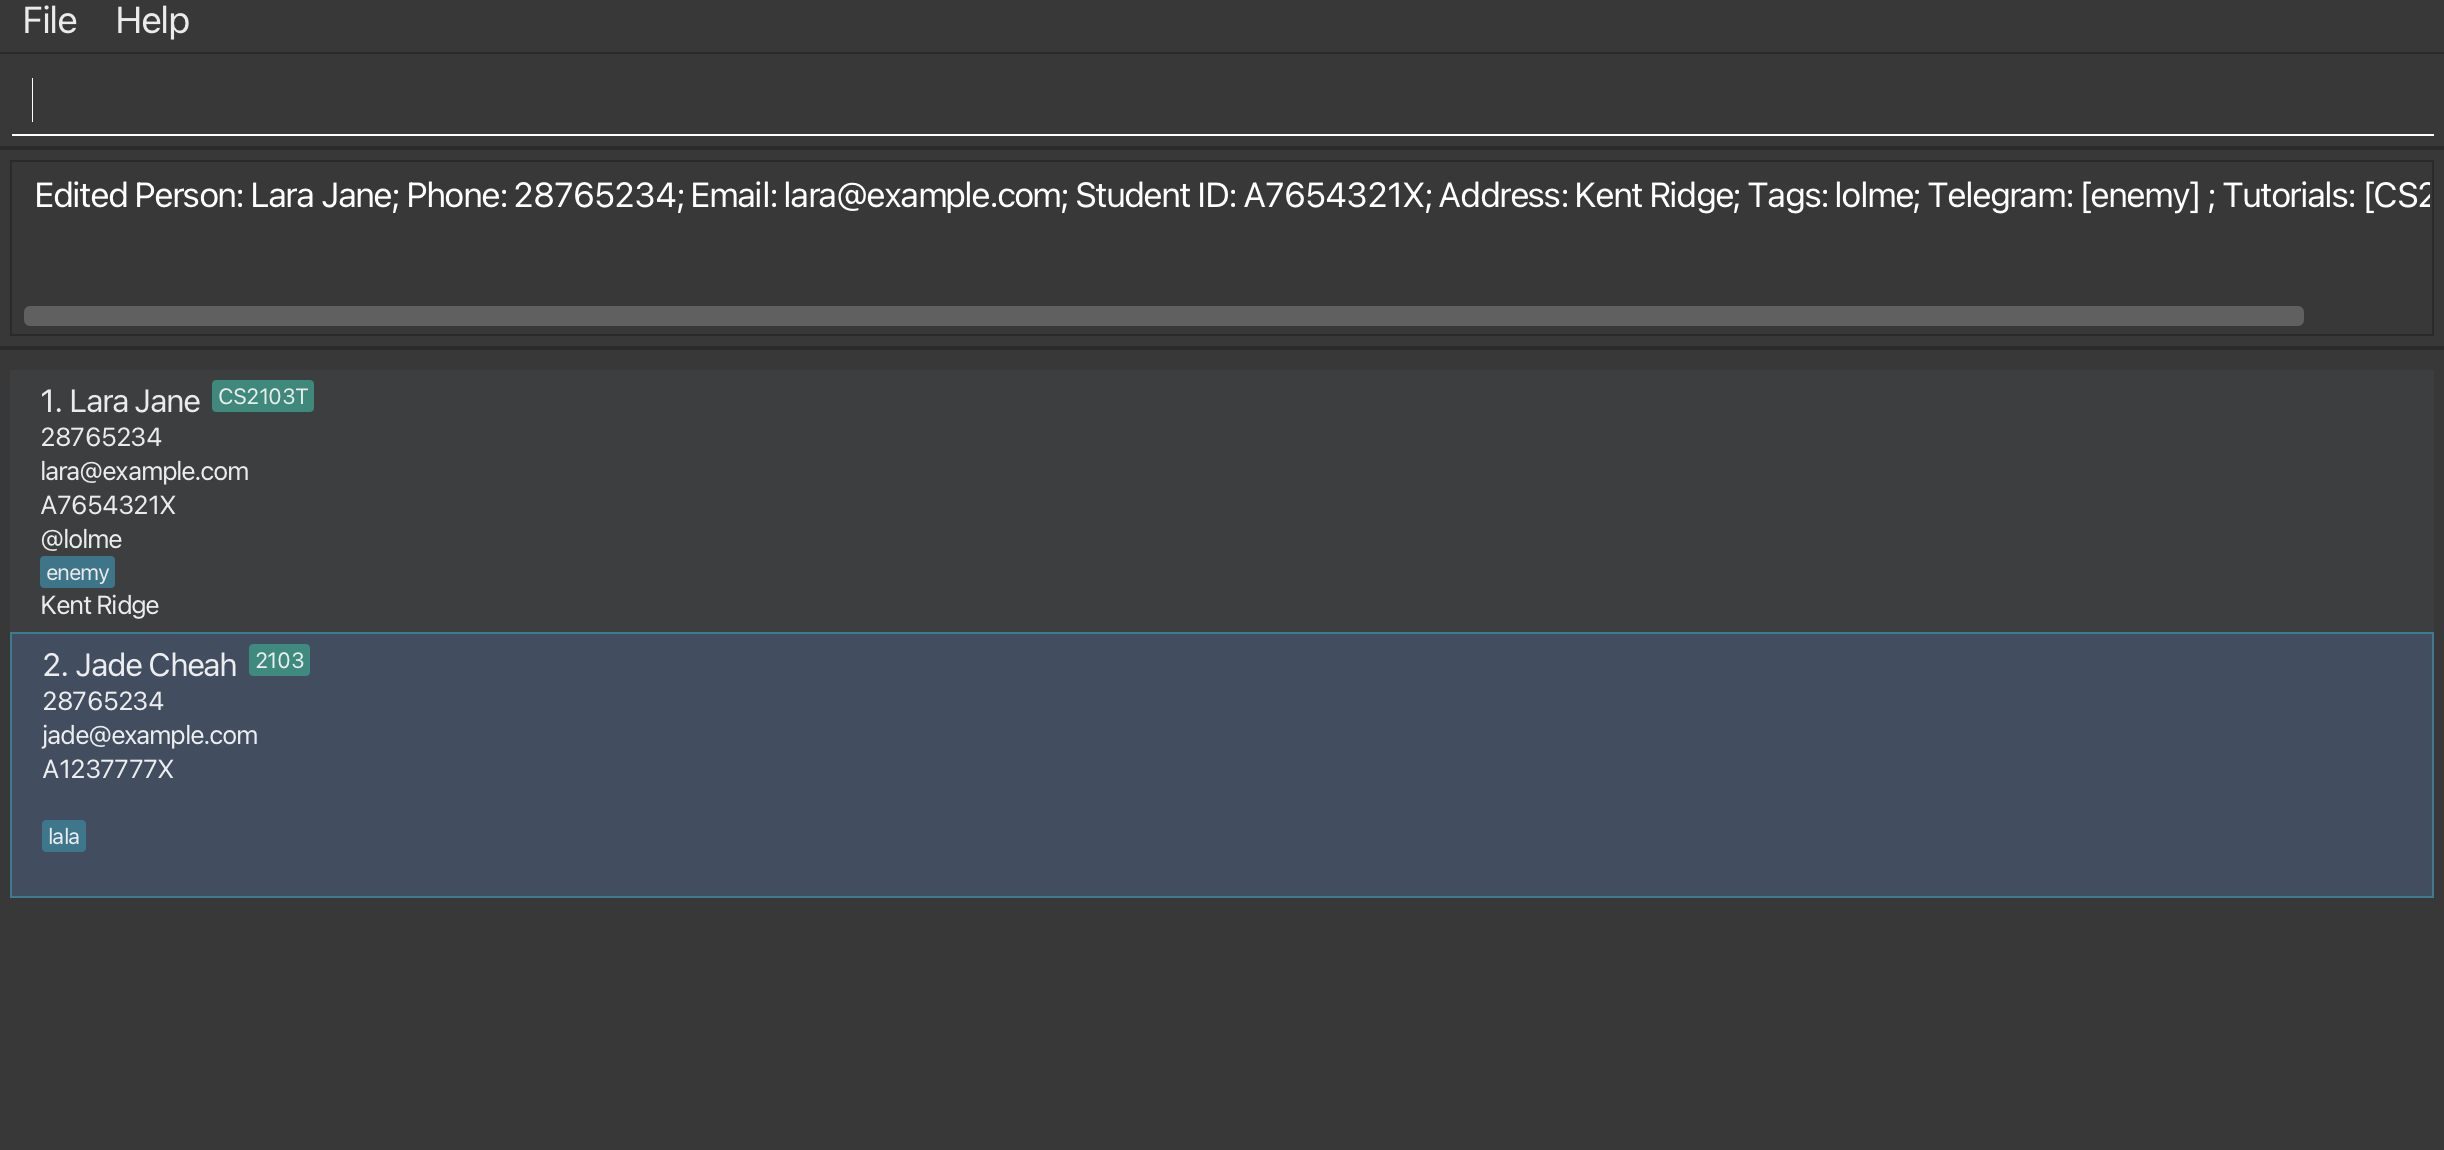 File Help
Edited Person: Lara Jane; Phone: 28765234; Email: lara@example.com; Student ID: A7654321X; Address: Kent Ridge; Tags: lolme; Telegram: [enemy] ; Tutorials: [CS2
1. Lara Jane CS2103T
28765234
lara@example.com
A7654321X
@lolme
enemy
Kent Ridge
2. Jade Cheah 2103
28765234
jade@example.com
A1237777X
lala